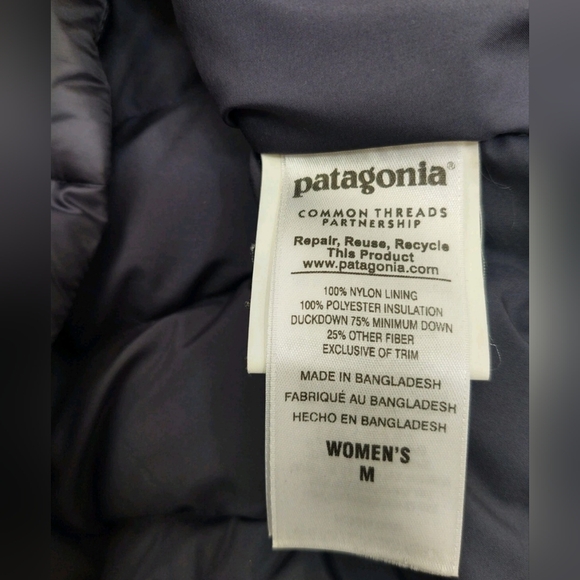 patagonia®
COMMON THREADS
PARTNERSHIP
Repair, Reuse, Recycle
This Product
www.patagonia.com
100% NYLON LINING
100% POLYESTER INSULATION
DUCKDOWN 75% MINIMUM DOWN
25% OTHER FIBER
EXCLUSIVE OF TRIM
MADE IN BANGLADESH
FABRIQUÉ AU BANGLADESH
HECHO EN BANGLADESH
WOMEN'S
M